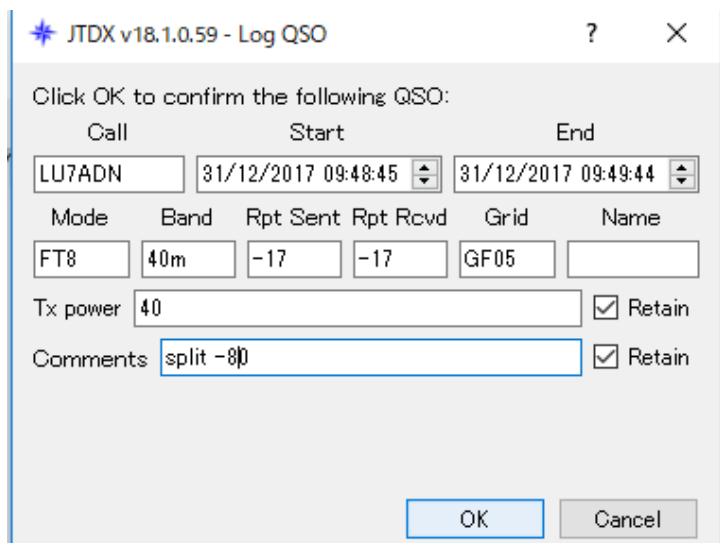 JTDX v18.1.0.59 - Log QSO ? ×
Click OK to confirm the following QSO:
Call Start End
LU7ADN 31/12/2017 09:48:45 31/12/2017 09:49:44
Mode Band Rpt Sent Rpt Rcvd Grid Name
FT8 40m -17 -17 GF05
Tx power 40 Retain
Comments split -80 Retain
OK Cancel